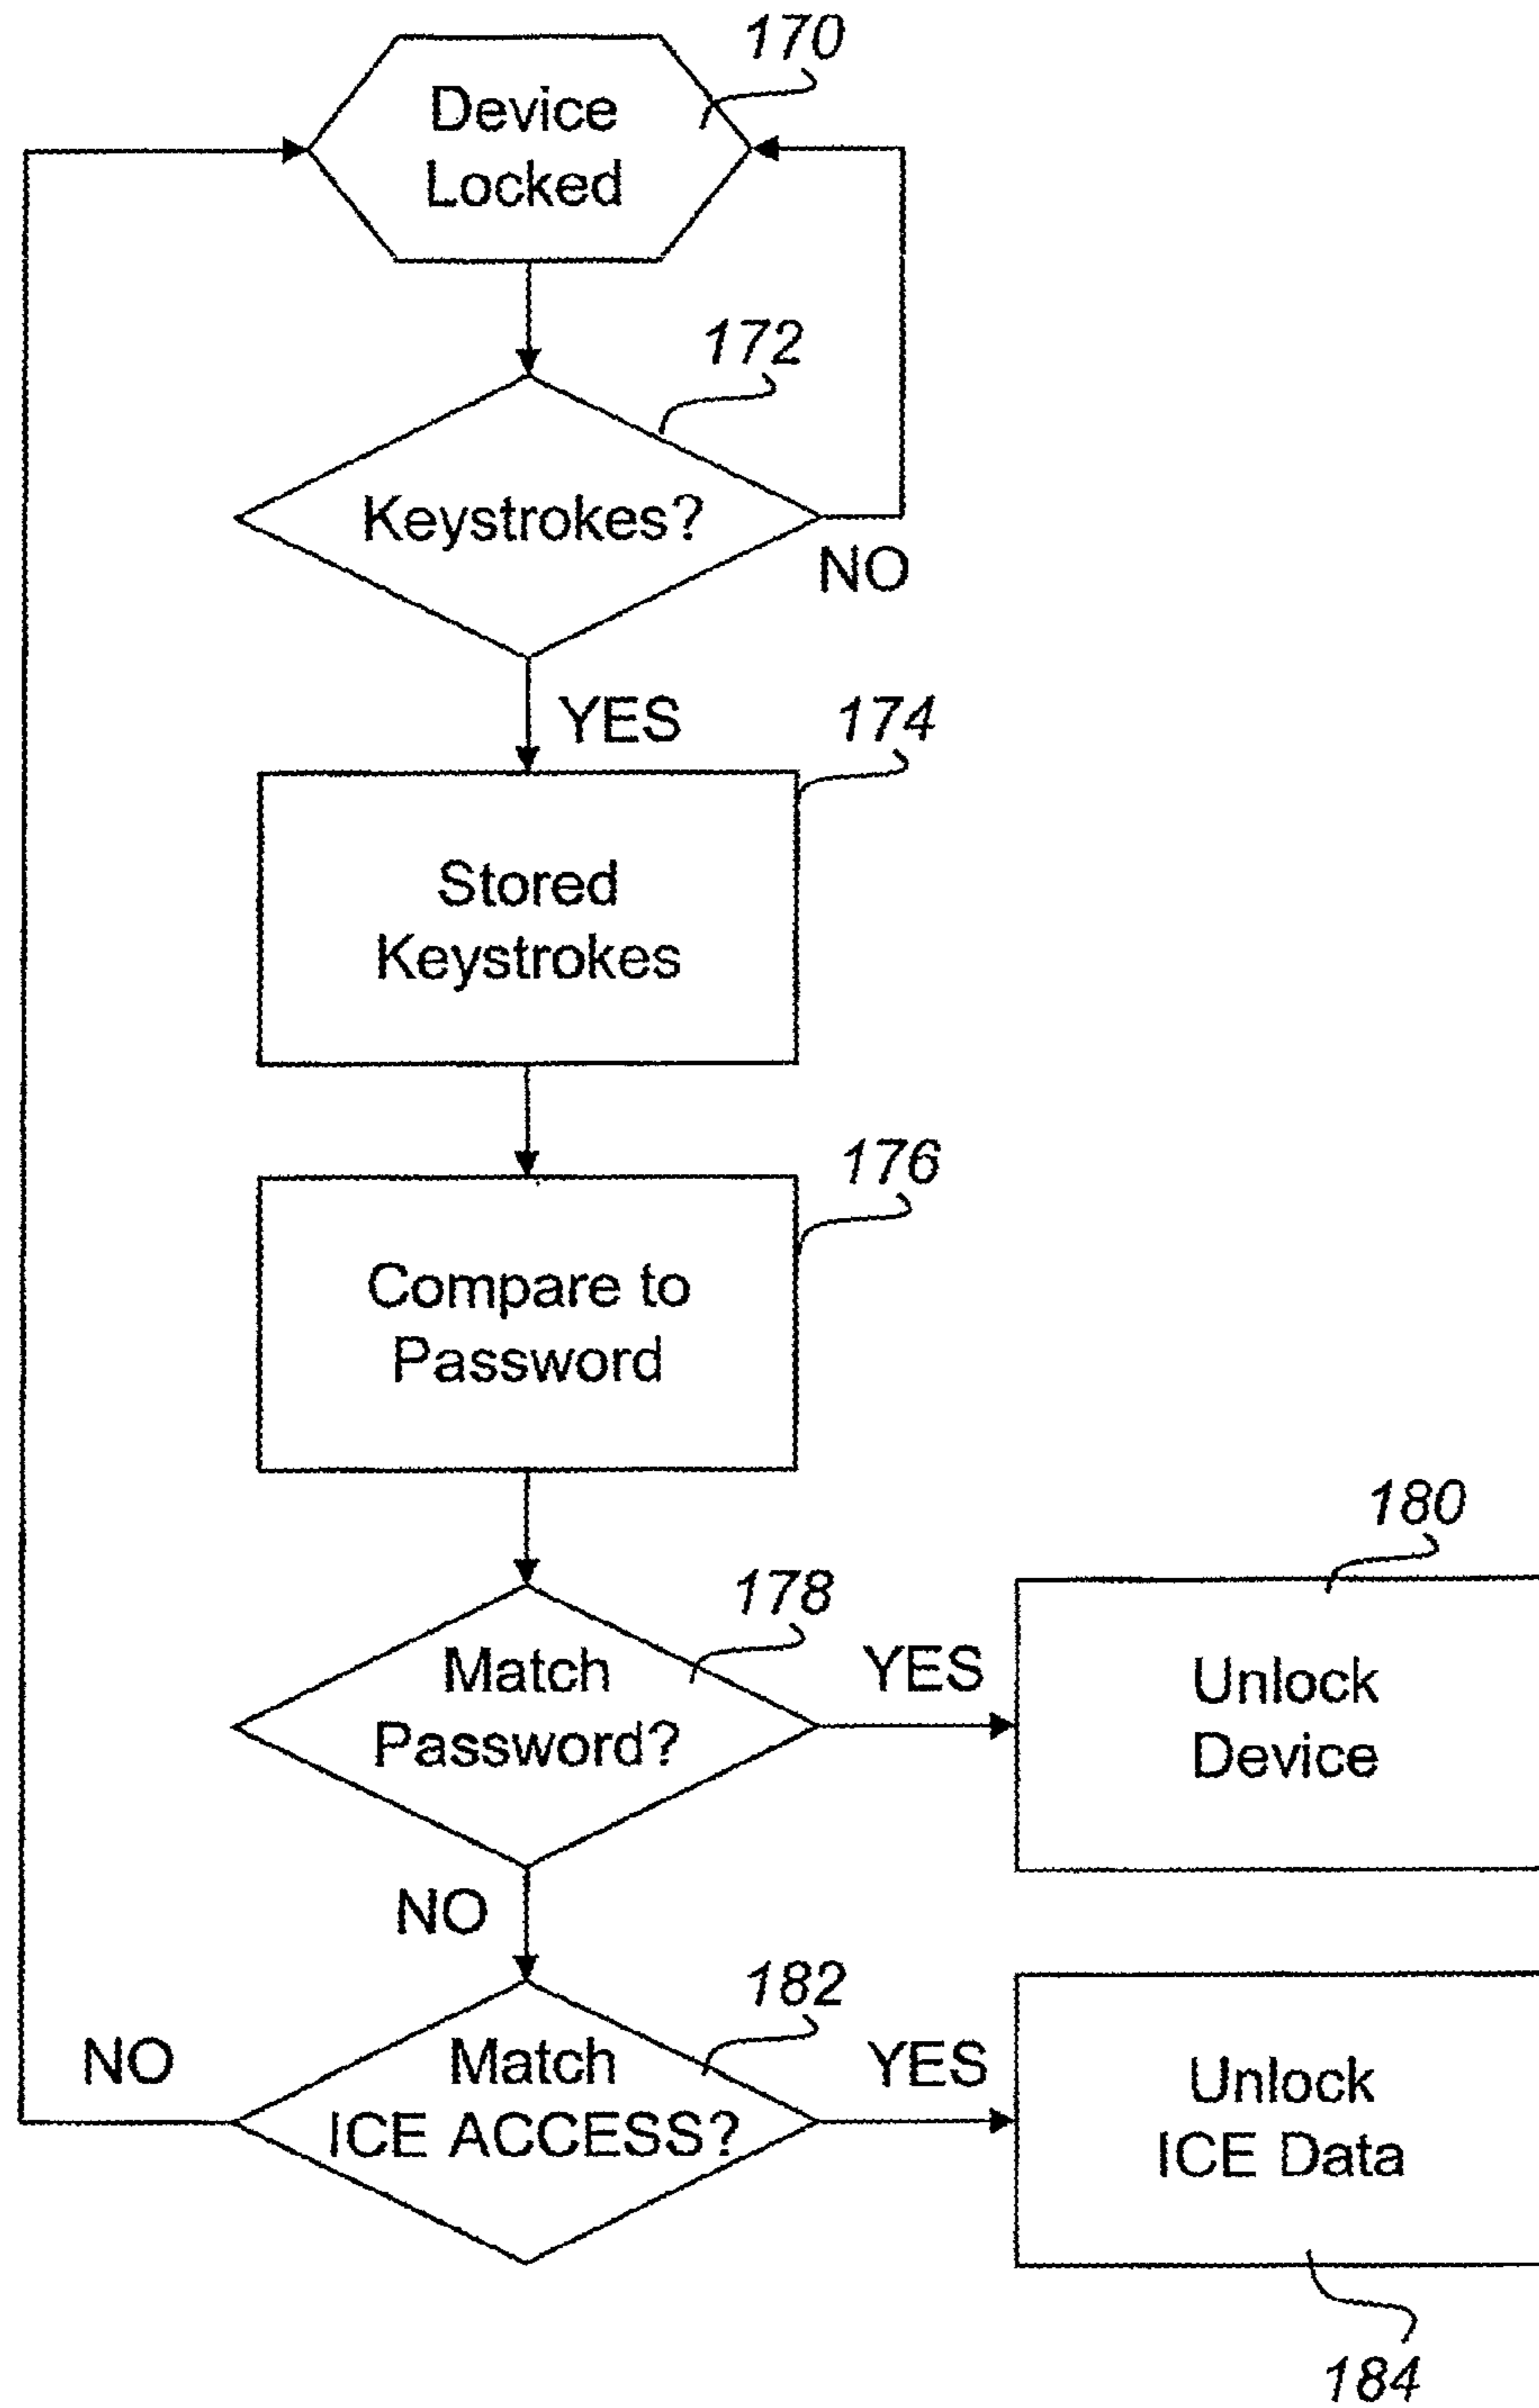 170
Device
Locked
172
Keystrokes?
NO
YES
174
Stored
Keystrokes
176
Compare to
Password
178
Match
Password?
YES
180
Unlock
Device
NO
182
Match
ICE ACCESS?
NO
YES
Unlock
ICE Data
184